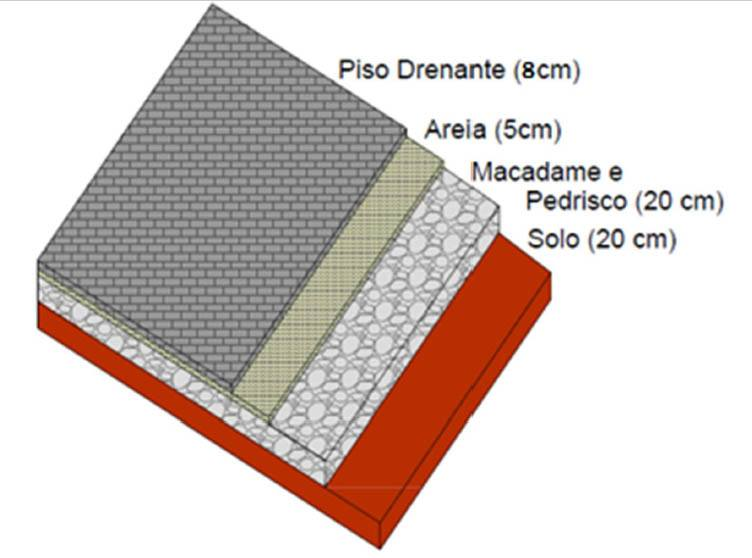 Piso Drenante (8cm)
Areia (5cm)
Macadame e
Pedrisco (20 cm)
Solo (20 cm)